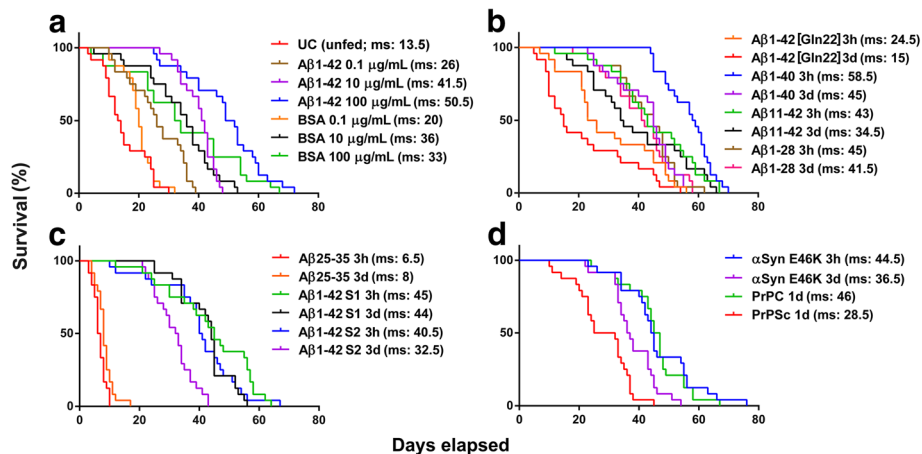 a
100
50
0
0 20 40 60 80
UC (unfed; ms: 13.5)
Aβ1-42 0.1 μg/mL (ms: 26)
Aβ1-42 10 μg/mL (ms: 41.5)
Aβ1-42 100 μg/mL (ms: 50.5)
BSA 0.1 μg/mL (ms: 20)
BSA 10 μg/mL (ms: 36)
BSA 100 μg/mL (ms: 33)
b
100
50
0
0 20 40 60 80
Aβ1-42 [Gln22] 3h (ms: 24.5)
Aβ1-42 [Gln22] 3d (ms: 15)
Aβ1-40 3h (ms: 58.5)
Aβ1-40 3d (ms: 45)
Aβ11-42 3h (ms: 43)
Aβ11-42 3d (ms: 34.5)
Aβ1-28 3h (ms: 45)
Aβ1-28 3d (ms: 41.5)
Survival (%)
c
100
50
0
0 20 40 60 80
Aβ25-35 3h (ms: 6.5)
Aβ25-35 3d (ms: 8)
Aβ1-42 S1 3h (ms: 45)
Aβ1-42 S1 3d (ms: 44)
Aβ1-42 S2 3h (ms: 40.5)
Aβ1-42 S2 3d (ms: 32.5)
d
100
50
0
0 20 40 60 80
αSyn E46K 3h (ms: 44.5)
αSyn E46K 3d (ms: 36.5)
PrPC 1d (ms: 46)
PrPSc 1d (ms: 28.5)
Days elapsed